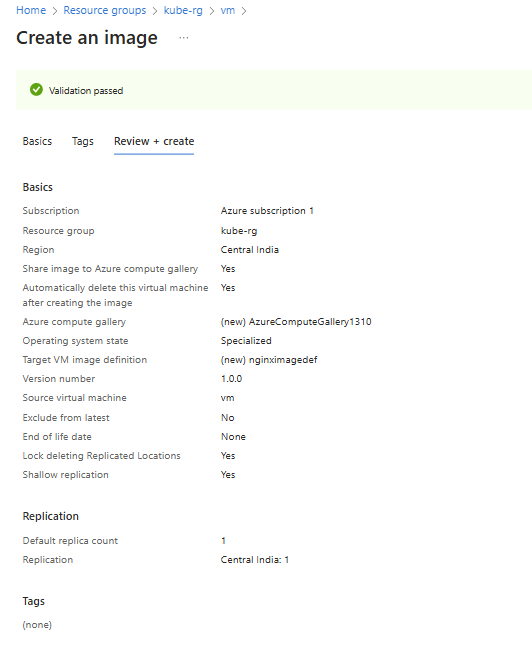 Home > Resource groups > kube-rg > vm >
Create an image ...
Validation passed
Basics Tags Review + create
Basics
Subscription Azure subscription 1
Resource group kube-rg
Region Central India
Share image to Azure compute gallery Yes
Automatically delete this virtual machine Yes
after creating the image
Azure compute gallery (new) AzureComputeGallery1310
Operating system state Specialized
Target VM image definition (new) nginximagedef
Version number 1.0.0
Source virtual machine vm
Exclude from latest No
End of life date None
Lock deleting Replicated Locations Yes
Shallow replication Yes
Replication
Default replica count 1
Replication Central India: 1
Tags
(none)